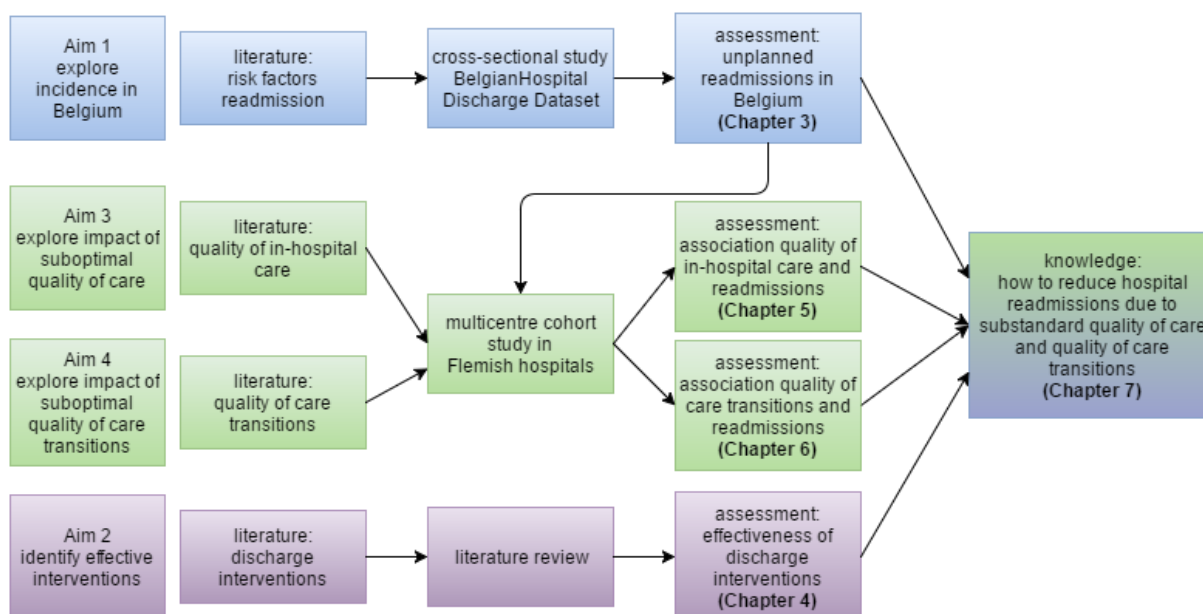 Aim 1
explore
incidence in
Belgium
literature:
risk factors
readmission
cross-sectional study
BelgianHospital
Discharge Dataset
assessment:
unplanned
readmissions in
Belgium
(Chapter 3)
Aim 3
explore impact of
suboptimal
quality of care
literature:
quality of in-hospital
care
Aim 4
explore impact of
suboptimal
quality of care
transitions
literature:
quality of care
transitions
multicentre cohort
study in
Flemish hospitals
assessment:
association quality of
in-hospital care and
readmissions
(Chapter 5)
assessment:
association quality of
care transitions and
readmissions
(Chapter 6)
knowledge:
how to reduce hospital
readmissions due to
substandard quality of care
and quality of care
transitions
(Chapter 7)
Aim 2
identify effective
interventions
literature:
discharge
interventions
literature review
assessment:
effectiveness of
discharge
interventions
(Chapter 4)